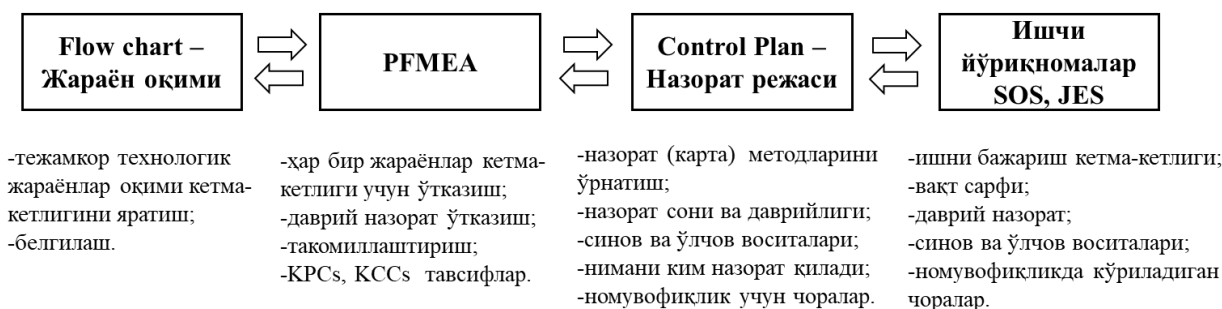 Flow chart –
Жараён оқими
PFMEA
Control Plan –
Назорат режаси
Ишчи
йўриқномалар
SOS, JES
-тежамкор технологик
жараёнлар оқими кетма-
кетлигини яратиш;
-белгилаш.
-ҳар бир жараёнлар кетма-
кетлиги учун ўтказиш;
-даврий назорат ўтказиш;
-такомиллаштириш;
-KPCs, KCCs тавсифлар.
-назорат (карта) методларини
ўрнатиш;
-назорат сони ва даврийлиги;
-синов ва ўлчов воситалари;
-нимани ким назорат қилади;
-номувофиқлик учун чоралар.
-ишни бажариш кетма-кетлиги;
-вақт сарфи;
-даврий назорат;
-синов ва ўлчов воситалари;
-номувофиқликда кўриладиган
чоралар.